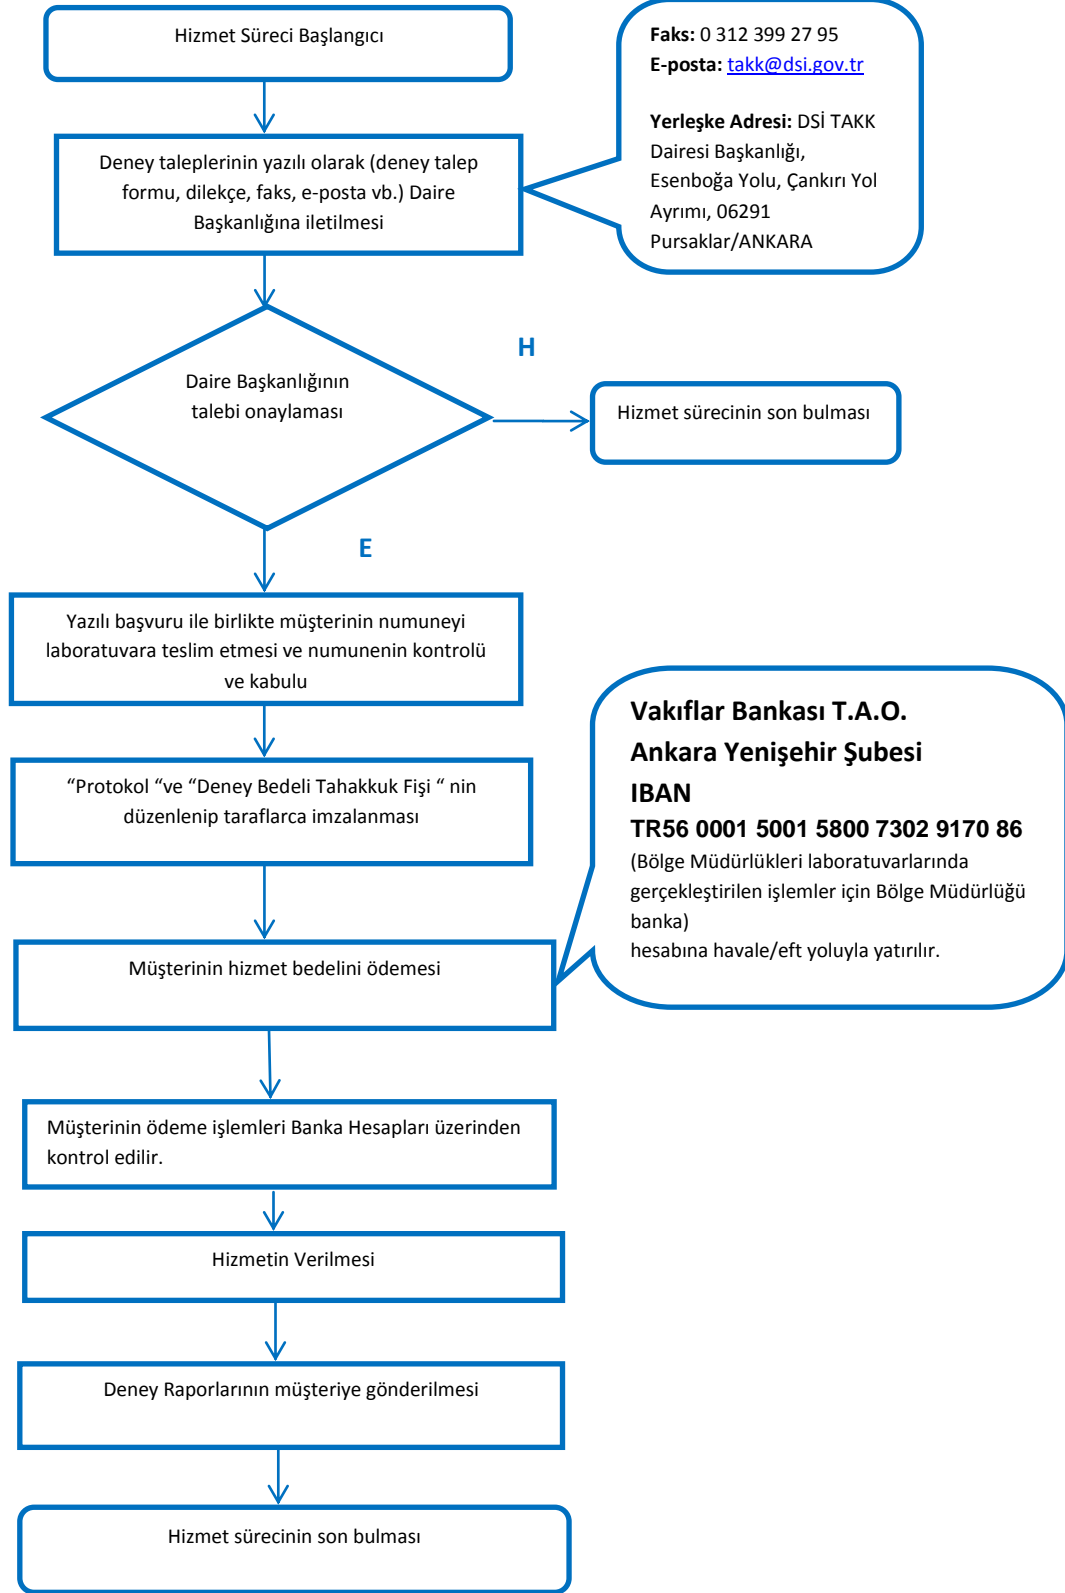 Hizmet Süreci Başlangıcı
Faks: 0 312 399 27 95
E-posta: takk@dsi.gov.tr
Yerleşke Adresi: DSİ TAKK
Dairesi Başkanlığı,
Esenboğa Yolu, Çankırı Yol
Ayrımı, 06291
Pursaklar/ANKARA
Deney taleplerinin yazılı olarak (deney talep
formu, dilekçe, faks, e-posta vb.) Daire
Başkanlığına iletilmesi
H
Daire Başkanlığının
talebi onaylaması
Hizmet sürecinin son bulması
E
Yazılı başvuru ile birlikte müşterinin numuneyi
laboratuvara teslim etmesi ve numunenin kontrolü
ve kabulu
“Protokol “ve “Deney Bedeli Tahakkuk Fişi “ nin
düzenlenip taraflarca imzalanması
Vakıflar Bankası T.A.O.
Ankara Yenişehir Şubesi
IBAN
TR56 0001 5001 5800 7302 9170 86
(Bölge Müdürlükleri laboratuvarlarında
gerçekleştirilen işlemler için Bölge Müdürlüğü
banka)
hesabına havale/eft yoluyla yatırılır.
Müşterinin hizmet bedelini ödemesi
Müşterinin ödeme işlemleri Banka Hesapları üzerinden
kontrol edilir.
Hizmetin Verilmesi
Deney Raporlarının müşteriye gönderilmesi
Hizmet sürecinin son bulması